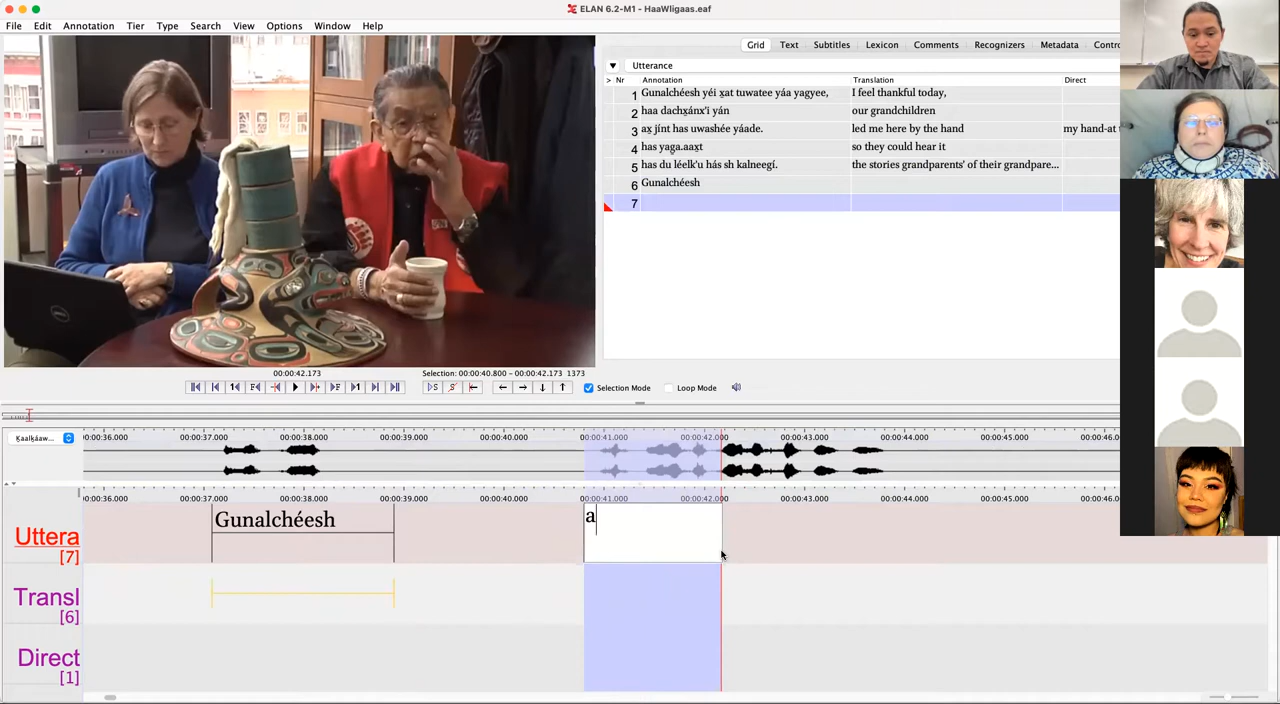 ELAN 6.2-M1 - HaaWligaas.eaf
File Edit Annotation Tier Type Search View Options Window Help
Grid Text Subtitles Lexicon Comments Recognizers Metadata Contro
Utterance
> Nr Annotation Translation Direct
1 Gunalchéesh yéi x̱at tuwatee yáa yagyee, I feel thankful today,
2 haa dachx̱ánx'i yán our grandchildren
3 ax̱ jínt has uwashée yáade. led me here by the hand my hand-at
4 has yaga.aax̱t so they could hear it
5 has du léelk'u hás sh kalneegí. the stories grandparents' of their grandpare...
6 Gunalchéesh
7
00:00:42.173 Selection: 00:00:40.800 - 00:00:42.173 1373
Selection Mode Loop Mode
Ḵaalḵáaw...
00:00:36.000 00:00:37.000 00:00:38.000 00:00:39.000 00:00:40.000 00:00:41.000 00:00:42.000 00:00:43.000 00:00:44.000 00:00:45.000 00:00:46.0
00:00:36.000 00:00:37.000 00:00:38.000 00:00:39.000 00:00:40.000 00:00:41.000 00:00:42.000 00:00:43.000 00:00:44.000 00:00:45.000 00:00:46.0
Uttera
[7]
Gunalchéesh
a
Transl
[6]
Direct
[1]